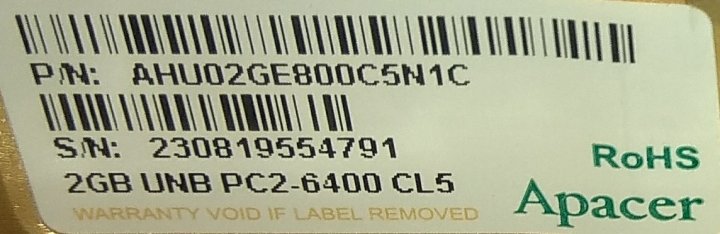 P/N: AHU02GE800C5N1C
S/N: 230819554791
RoHS
2GB UNB PC2-6400 CL5
Apacer
WARRANTY VOID IF LABEL REMOVED